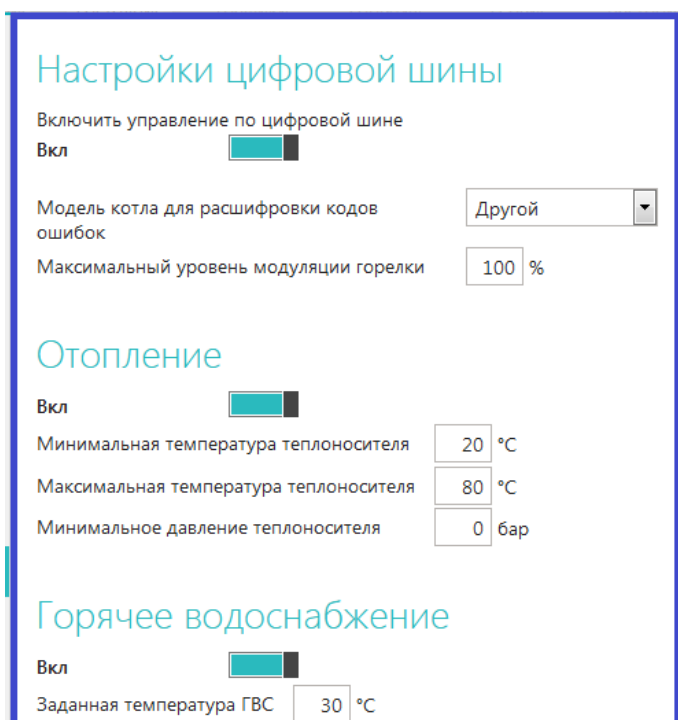 Настройки цифровой шины
Включить управление по цифровой шине
Вкл
Модель котла для расшифровки кодов
ошибок
Другой
Максимальный уровень модуляции горелки 100 %
Отопление
Вкл
Минимальная температура теплоносителя 20 °C
Максимальная температура теплоносителя 80 °C
Минимальное давление теплоносителя 0 бар
Горячее водоснабжение
Вкл
Заданная температура ГВС 30 °C